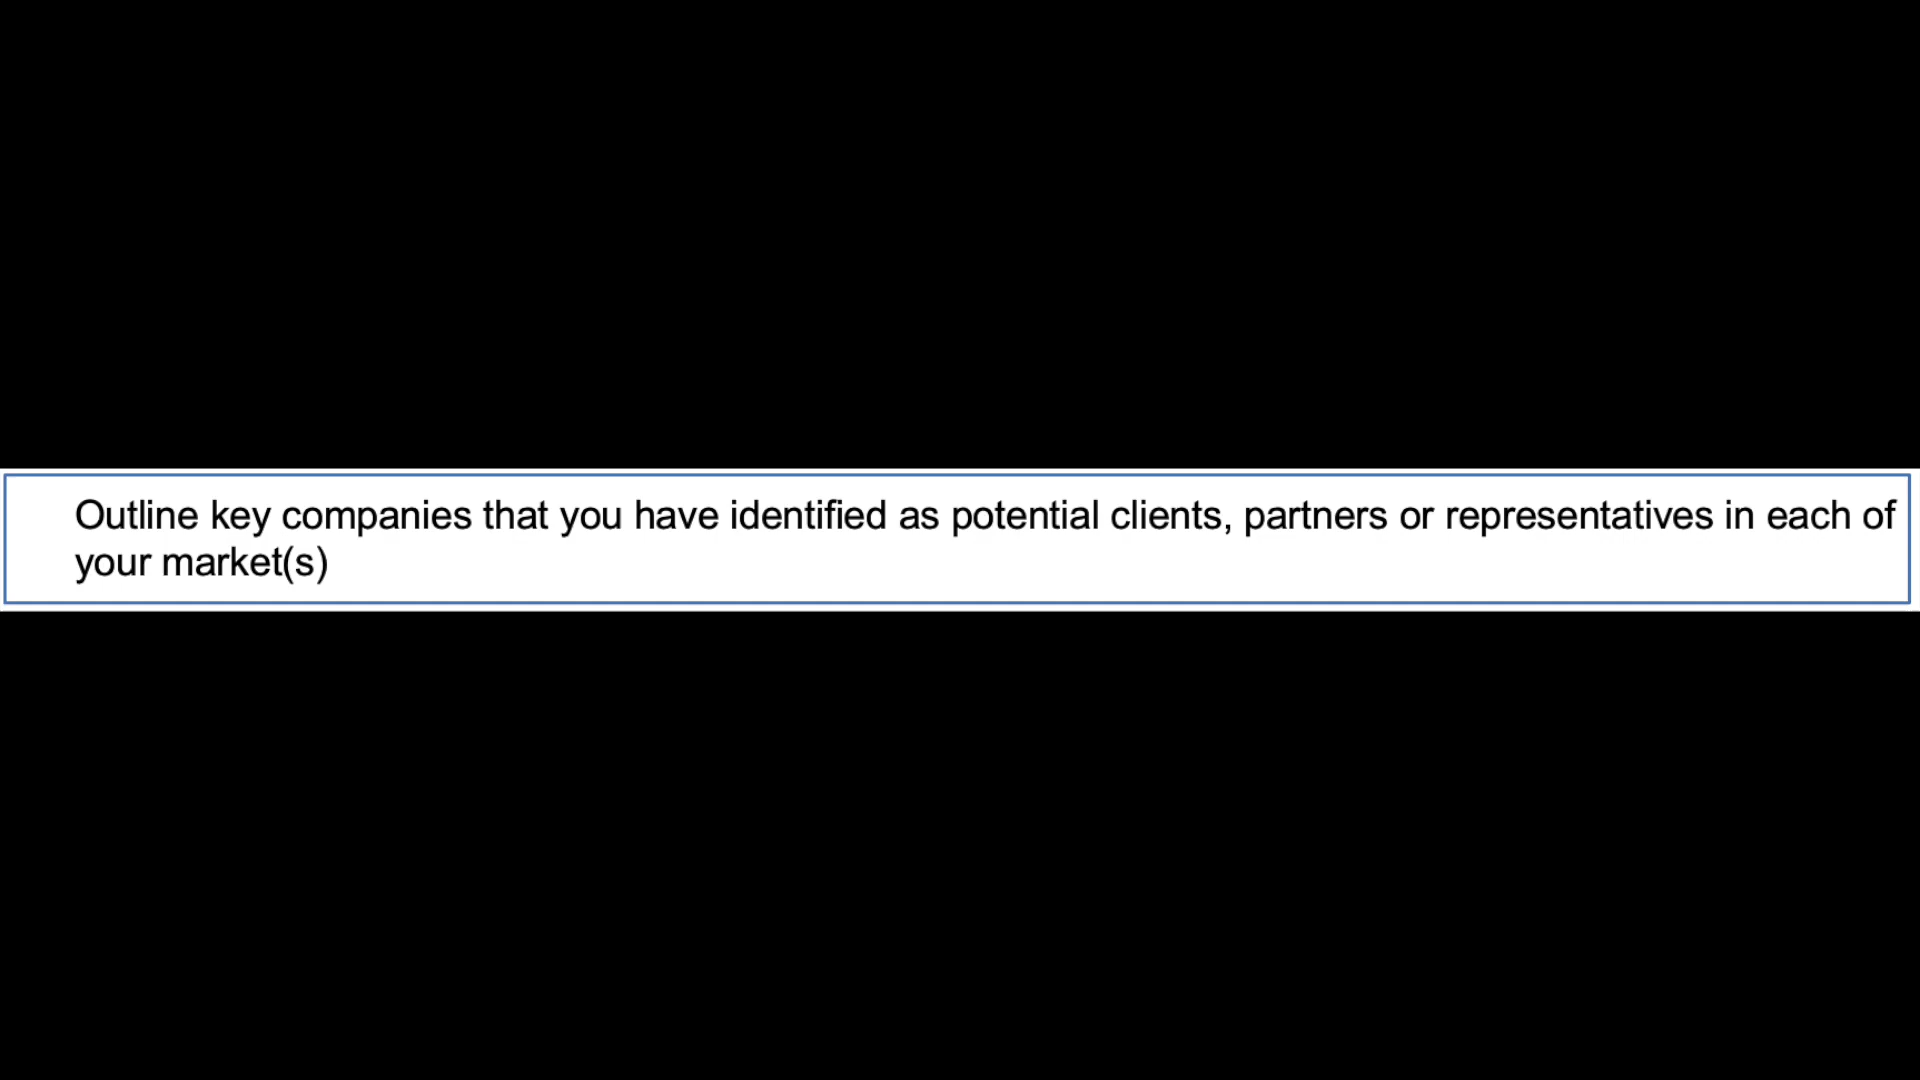 Outline key companies that you have identified as potential clients, partners or representatives in each of
your market(s)